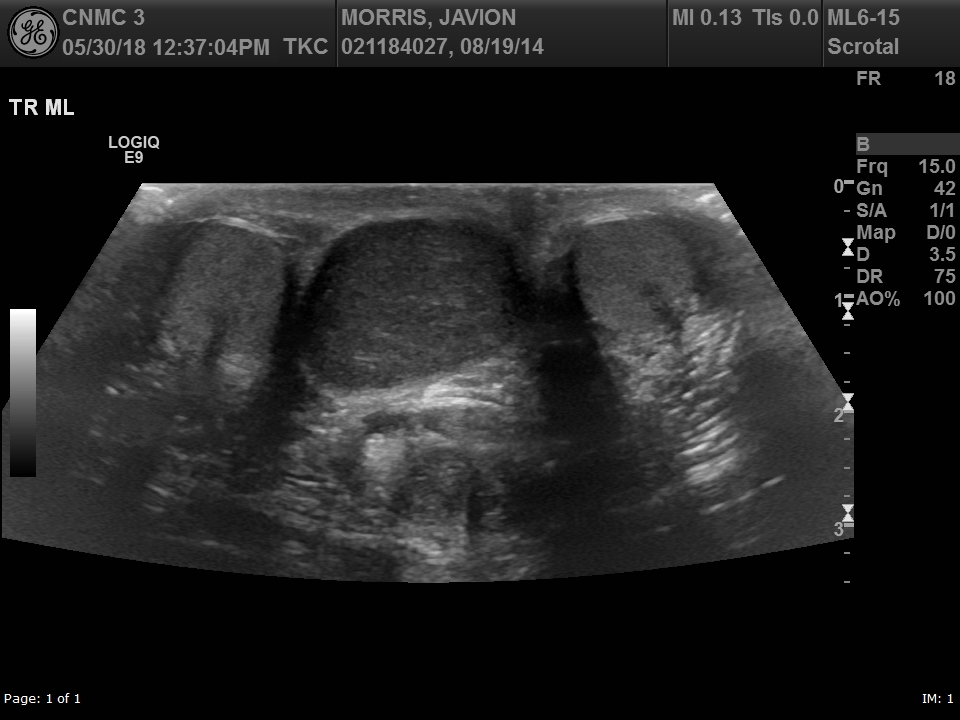 CNMC 3
05/30/18 12:37:04PM TKC
MORRIS, JAVION
021184027, 08/19/14
MI 0.13 TIs 0.0
ML6-15
Scrotal
FR 18
TR ML
LOGIQ
E9
B
Frq 15.0
Gn 42
S/A 1/1
Map D/0
D 3.5
DR 75
AO% 100
0
1
2
3
Page: 1 of 1
IM: 1